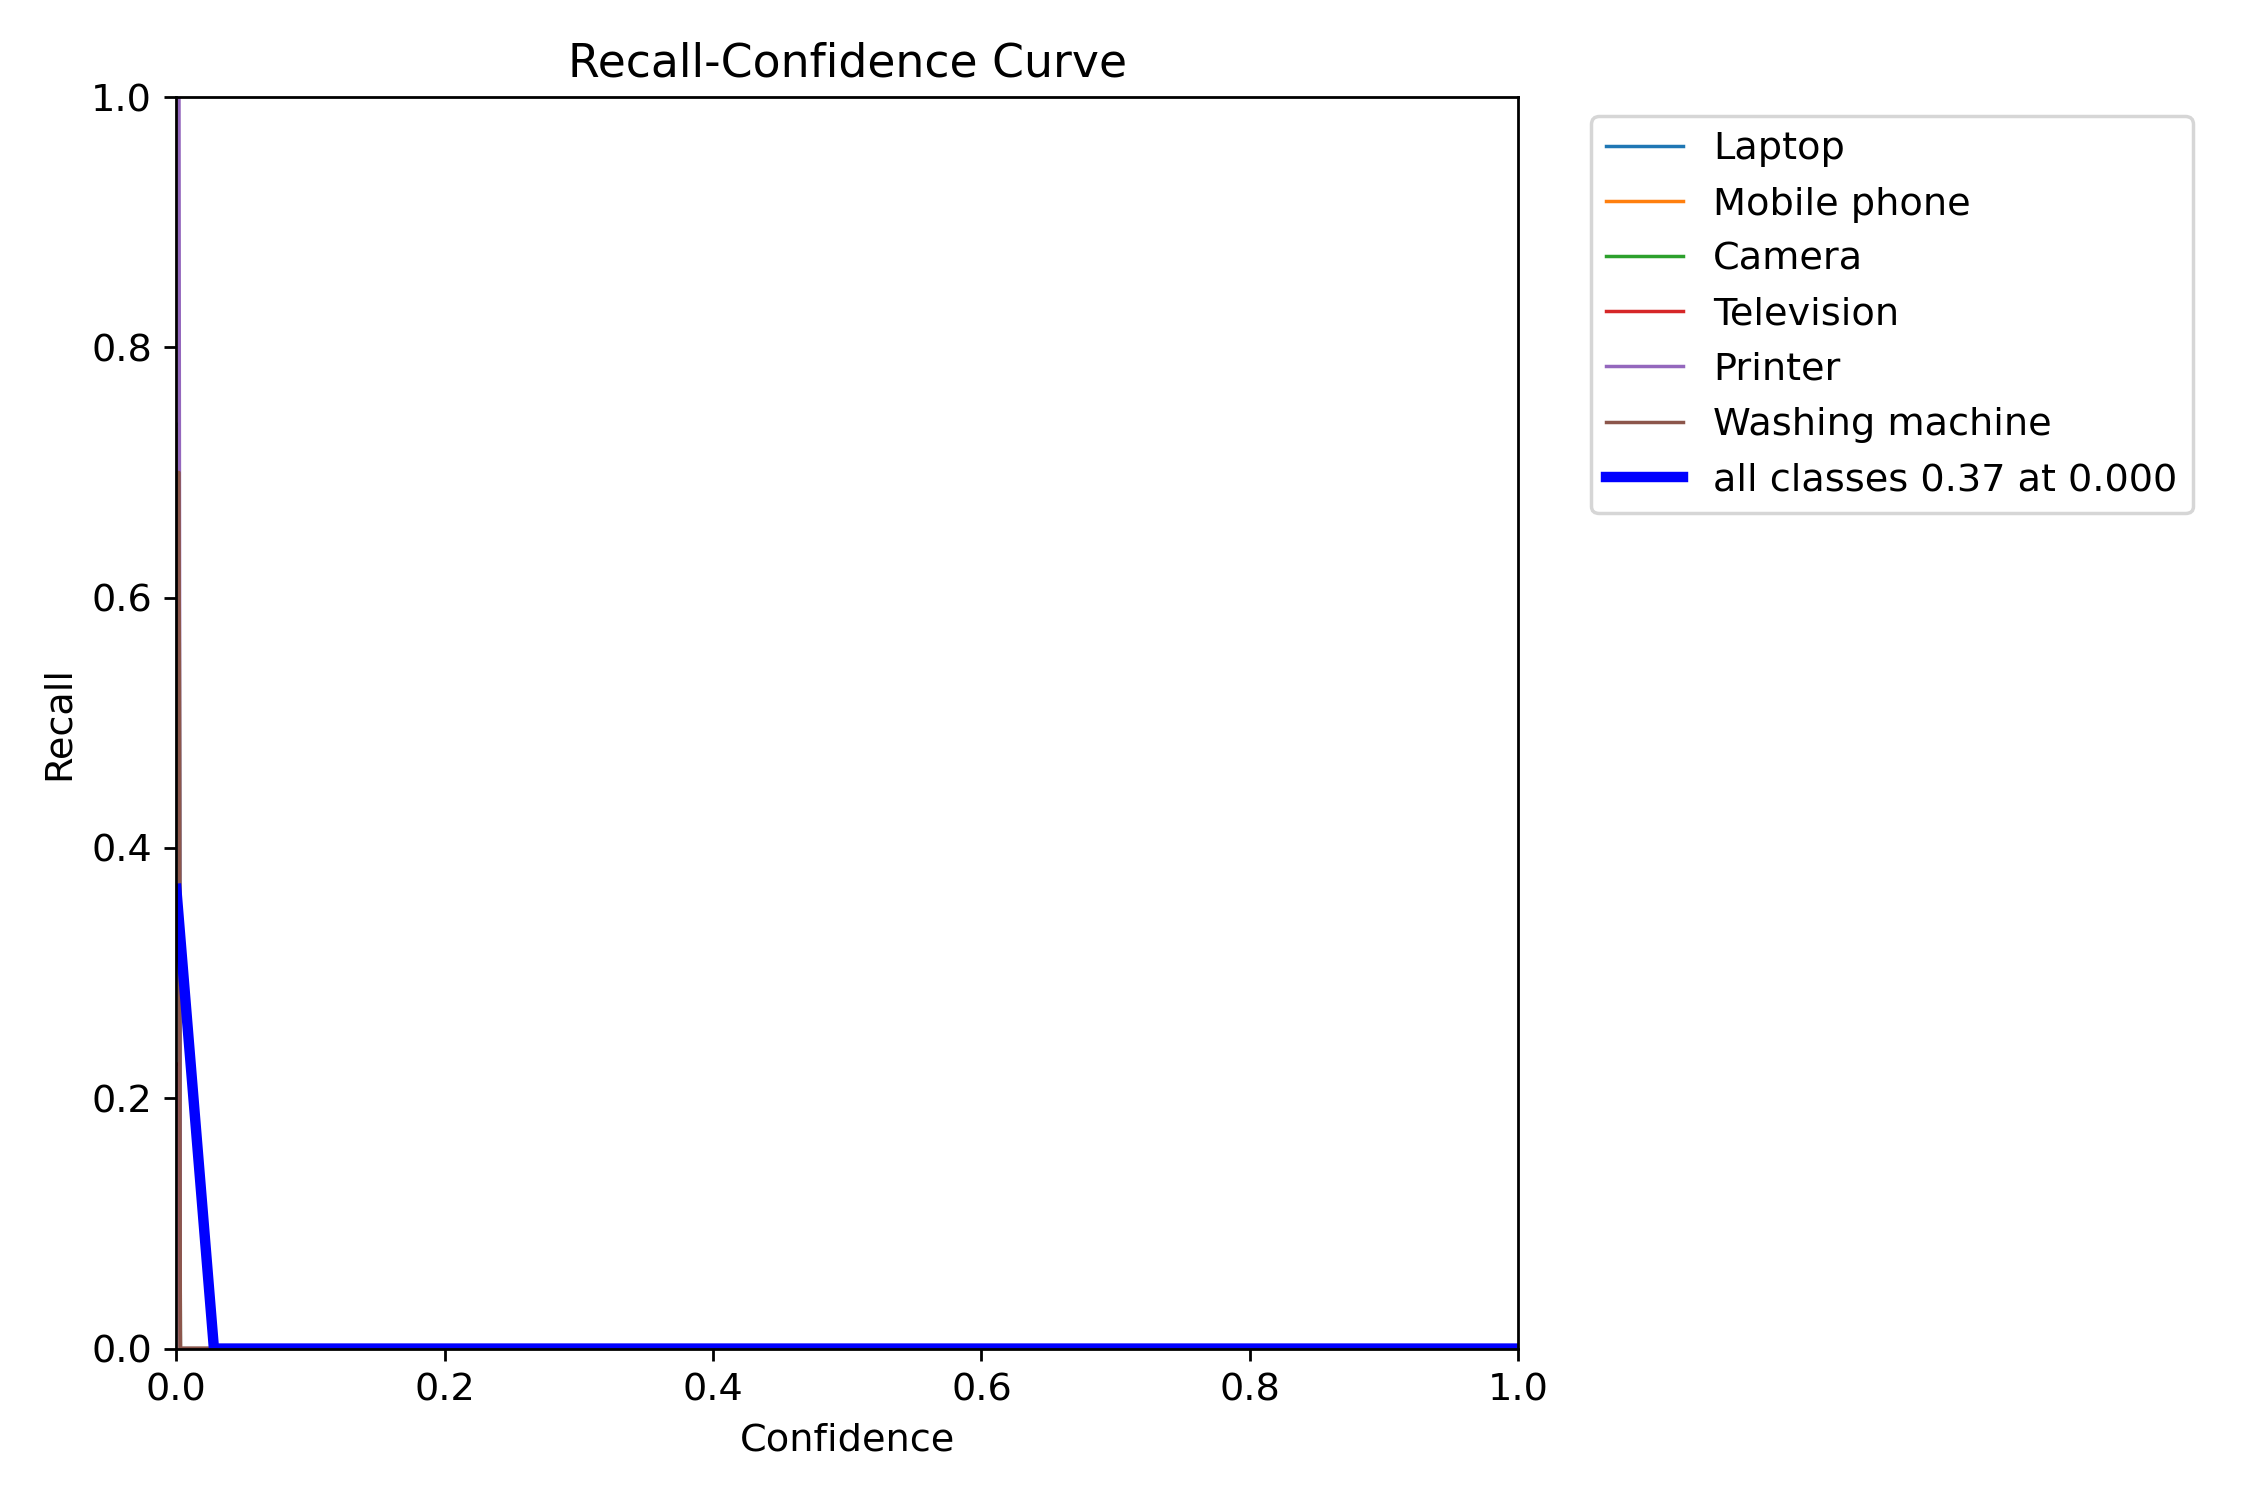 Recall-Confidence Curve
1.0
0.8
0.6
0.4
0.2
0.0
Recall
0.0 0.2 0.4 0.6 0.8 1.0
Confidence
Laptop
Mobile phone
Camera
Television
Printer
Washing machine
all classes 0.37 at 0.000